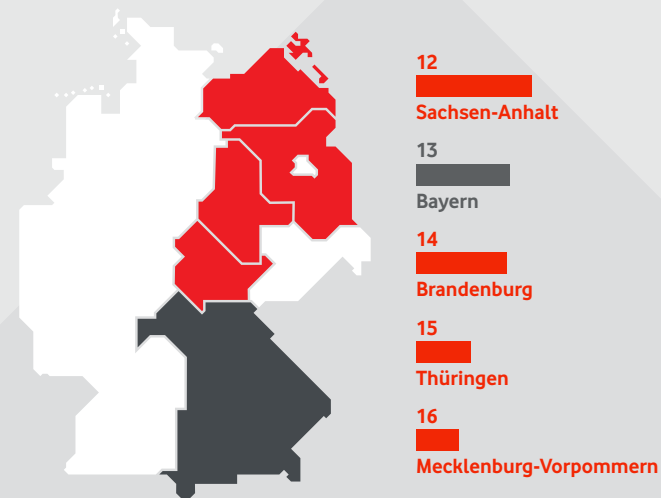 12
Sachsen-Anhalt
13
Bayern
14
Brandenburg
15
Thüringen
16
Mecklenburg-Vorpommern